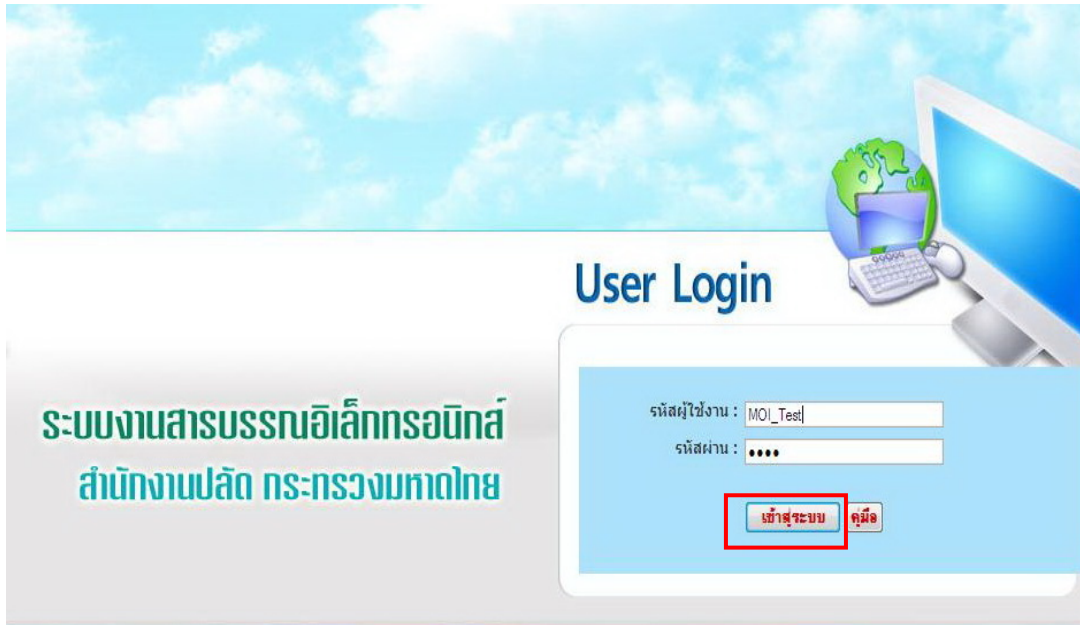 User Login
ระบบงานสารบรรณอิเล็กทรอนิกส์
สำนักงานปลัด กระทรวงมหาดไทย
รหัสผู้ใช้งาน : MOI_Test
รหัสผ่าน : ••••
เข้าสู่ระบบ คู่มือ